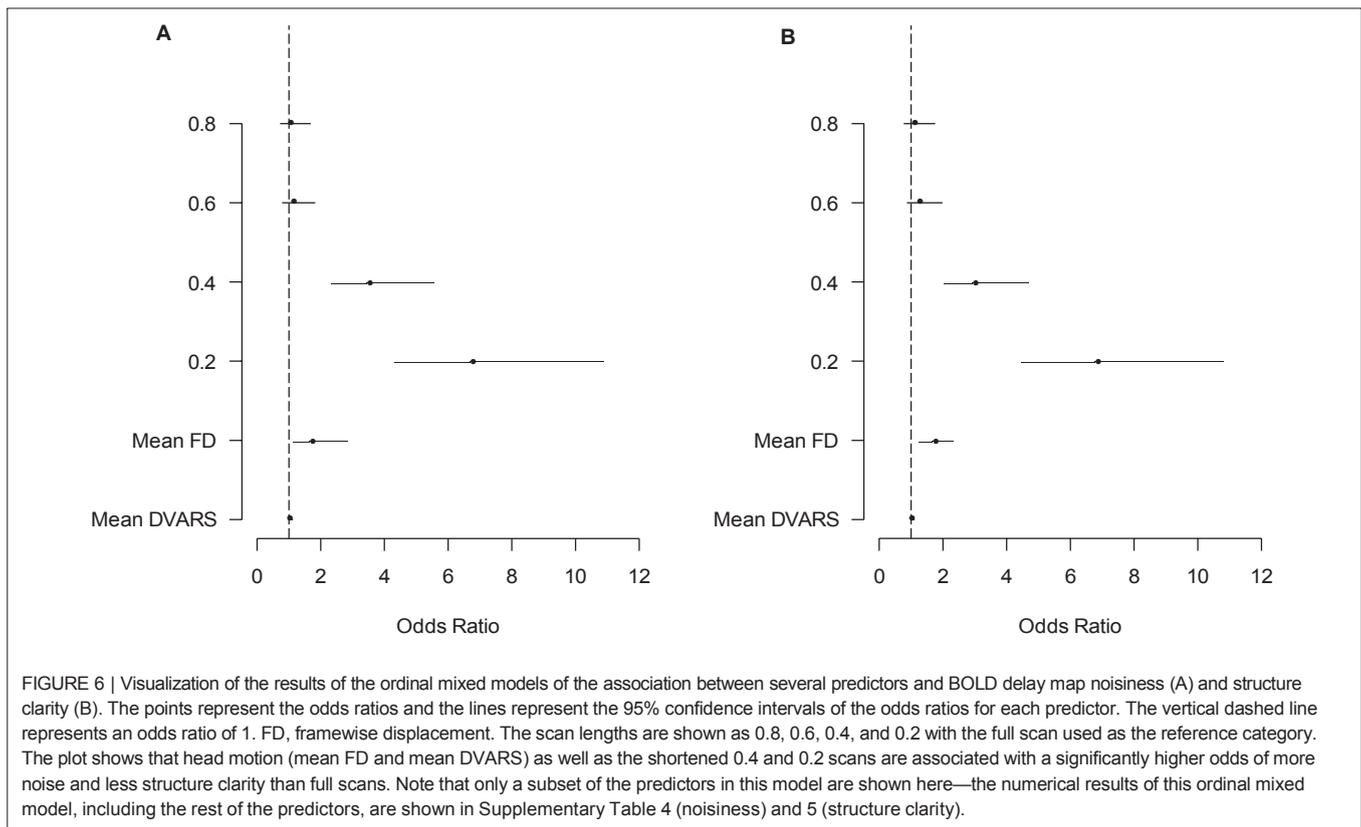 A
0.8
0.6
0.4
0.2
Mean FD
Mean DVARS
0 2 4 6 8 10 12
Odds Ratio
B
0.8
0.6
0.4
0.2
Mean FD
Mean DVARS
0 2 4 6 8 10 12
Odds Ratio
FIGURE 6 | Visualization of the results of the ordinal mixed models of the association between several predictors and BOLD delay map noisiness (A) and structure
clarity (B). The points represent the odds ratios and the lines represent the 95% confidence intervals of the odds ratios for each predictor. The vertical dashed line
represents an odds ratio of 1. FD, framewise displacement. The scan lengths are shown as 0.8, 0.6, 0.4, and 0.2 with the full scan used as the reference category.
The plot shows that head motion (mean FD and mean DVARS) as well as the shortened 0.4 and 0.2 scans are associated with a significantly higher odds of more
noise and less structure clarity than full scans. Note that only a subset of the predictors in this model are shown here—the numerical results of this ordinal mixed
model, including the rest of the predictors, are shown in Supplementary Table 4 (noisiness) and 5 (structure clarity).